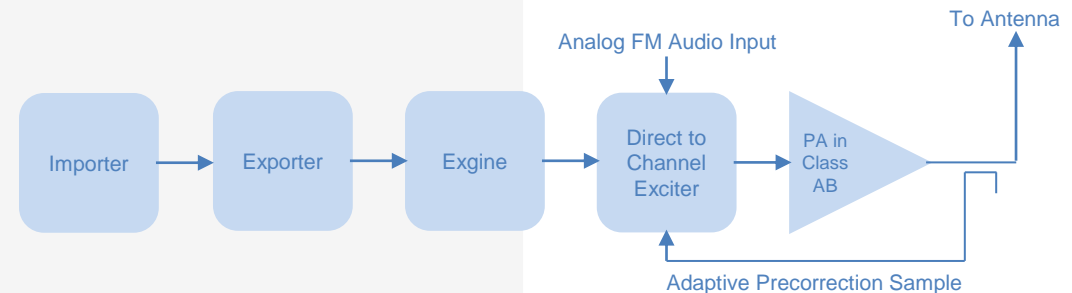 To Antenna
Analog FM Audio Input
Importer
Exporter
Exgine
Direct to
Channel
Exciter
PA in
Class
AB
Adaptive Precorrection Sample